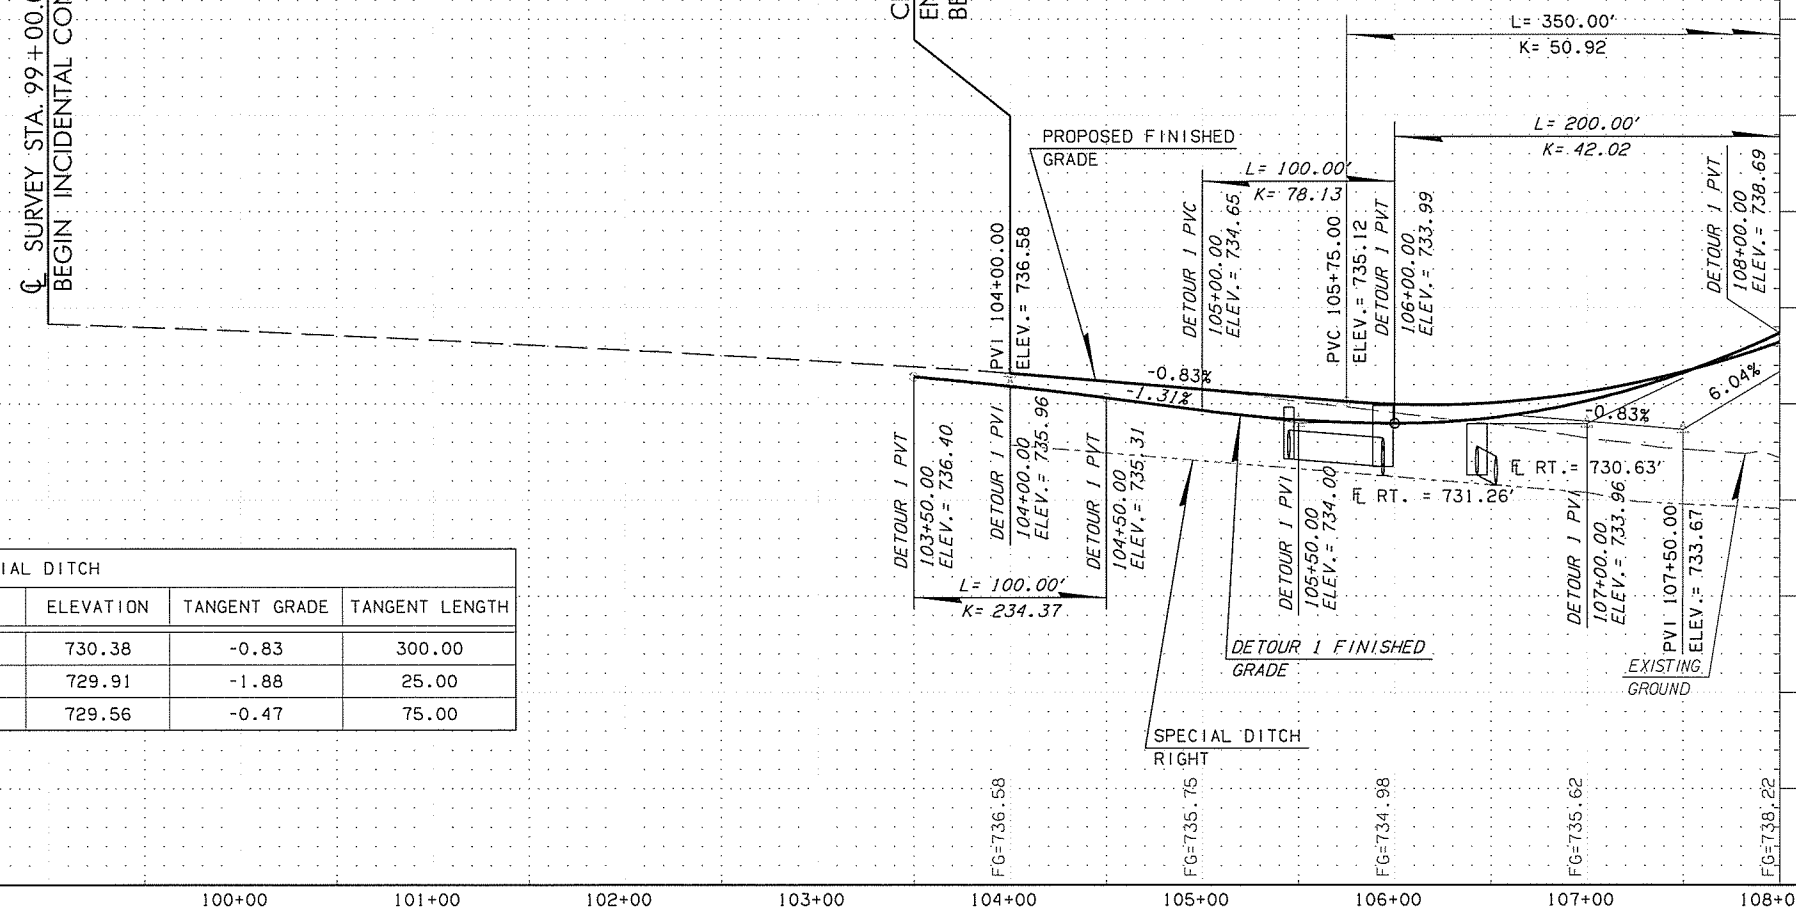 ℄ SURVEY STA. 99+00.
BEGIN INCIDENTAL
L= 350.00'
K= 50.92
L= 200.00'
K= 42.02
PROPOSED FINISHED
GRADE
L= 100.00'
K= 78.13
DETOUR 1 PVC
105+00.00
ELEV.= 734.65
PVC 105+75.00
ELEV.= 735.12
DETOUR 1 PVT
106+00.00
ELEV.= 733.99
DETOUR 1 PVT
108+00.00
ELEV.= 738.69
PVI 104+00.00
ELEV.= 736.58
-0.83%
-1.31%
6.04%
-0.83%
DETOUR 1 PVT
103+50.00
ELEV.= 736.40
DETOUR 1 PVI
104+00.00
ELEV.= 735.96
DETOUR 1 PVT
104+50.00
ELEV.= 735.31
L= 100.00'
K= 234.37
DETOUR 1 PVI
105+50.00
ELEV.= 734.00
FL RT. = 731.26'
FL RT.= 730.63'
DETOUR 1 PVI
107+00.00
ELEV.= 733.96
PVI 107+50.00
ELEV.= 733.67
DETOUR 1 FINISHED
GRADE
EXISTING
GROUND
SPECIAL DITCH
RIGHT
IAL DITCH
ELEVATION TANGENT GRADE TANGENT LENGTH
730.38 -0.83 300.00
729.91 -1.88 25.00
729.56 -0.47 75.00
FG=736.58
FG=735.75
FG=734.98
FG=735.62
FG=738.22
100+00 101+00 102+00 103+00 104+00 105+00 106+00 107+00 108+0